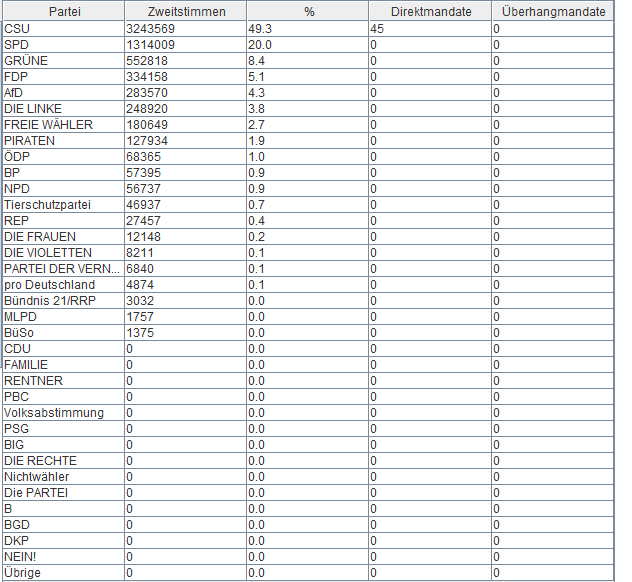 Partei Zweitstimmen % Direktmandate Überhangmandate
CSU 3243569 49.3 45 0
SPD 1314009 20.0 0 0
GRÜNE 552818 8.4 0 0
FDP 334158 5.1 0 0
AfD 283570 4.3 0 0
DIE LINKE 248920 3.8 0 0
FREIE WÄHLER 180649 2.7 0 0
PIRATEN 127934 1.9 0 0
ÖDP 68365 1.0 0 0
BP 57395 0.9 0 0
NPD 56737 0.9 0 0
Tierschutzpartei 46937 0.7 0 0
REP 27457 0.4 0 0
DIE FRAUEN 12148 0.2 0 0
DIE VIOLETTEN 8211 0.1 0 0
PARTEI DER VERN... 6840 0.1 0 0
pro Deutschland 4874 0.1 0 0
Bündnis 21/RRP 3032 0.0 0 0
MLPD 1757 0.0 0 0
BüSo 1375 0.0 0 0
CDU 0 0.0 0 0
FAMILIE 0 0.0 0 0
RENTNER 0 0.0 0 0
PBC 0 0.0 0 0
Volksabstimmung 0 0.0 0 0
PSG 0 0.0 0 0
BIG 0 0.0 0 0
DIE RECHTE 0 0.0 0 0
Nichtwähler 0 0.0 0 0
Die PARTEI 0 0.0 0 0
B 0 0.0 0 0
BGD 0 0.0 0 0
DKP 0 0.0 0 0
NEIN! 0 0.0 0 0
Übrige 0 0.0 0 0